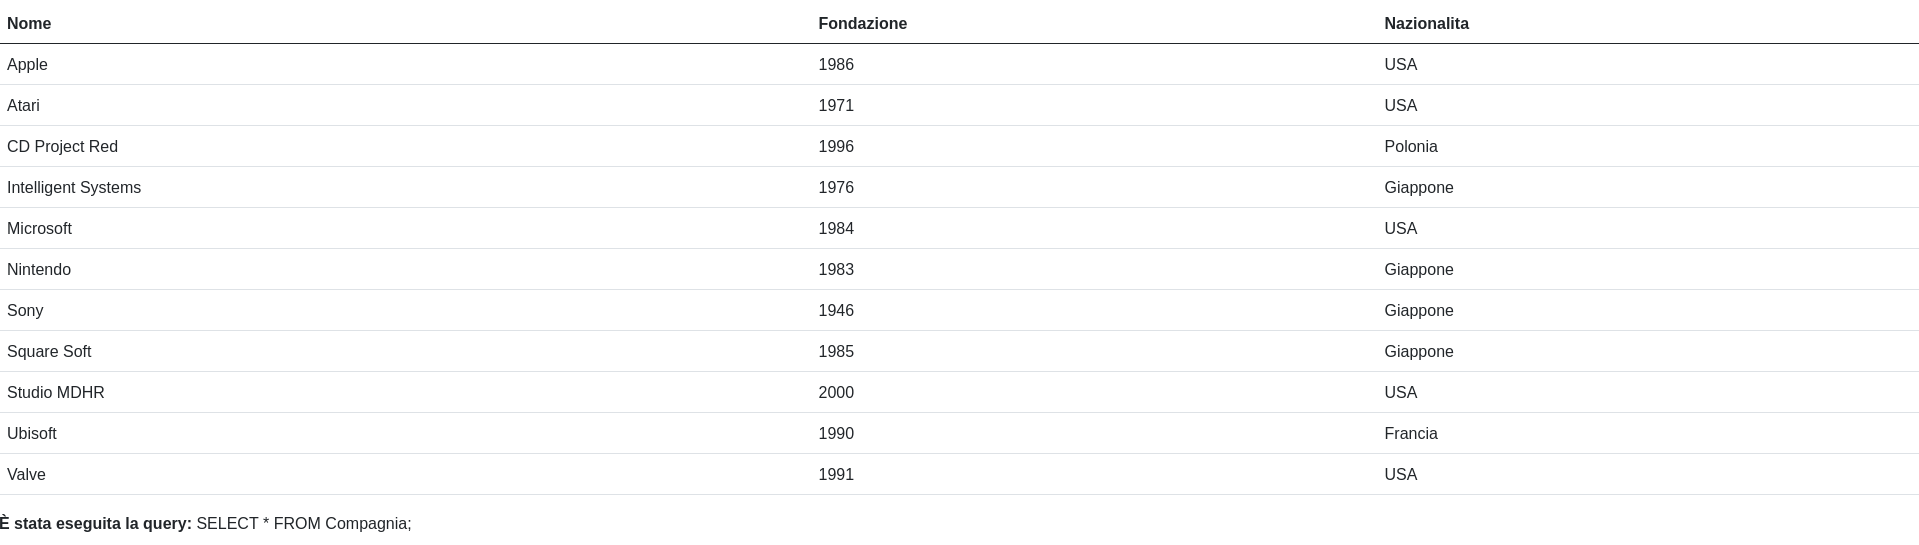 Nome Fondazione Nazionalita
Apple 1986 USA
Atari 1971 USA
CD Project Red 1996 Polonia
Intelligent Systems 1976 Giappone
Microsoft 1984 USA
Nintendo 1983 Giappone
Sony 1946 Giappone
Square Soft 1985 Giappone
Studio MDHR 2000 USA
Ubisoft 1990 Francia
Valve 1991 USA
È stata eseguita la query: SELECT * FROM Compagnia;